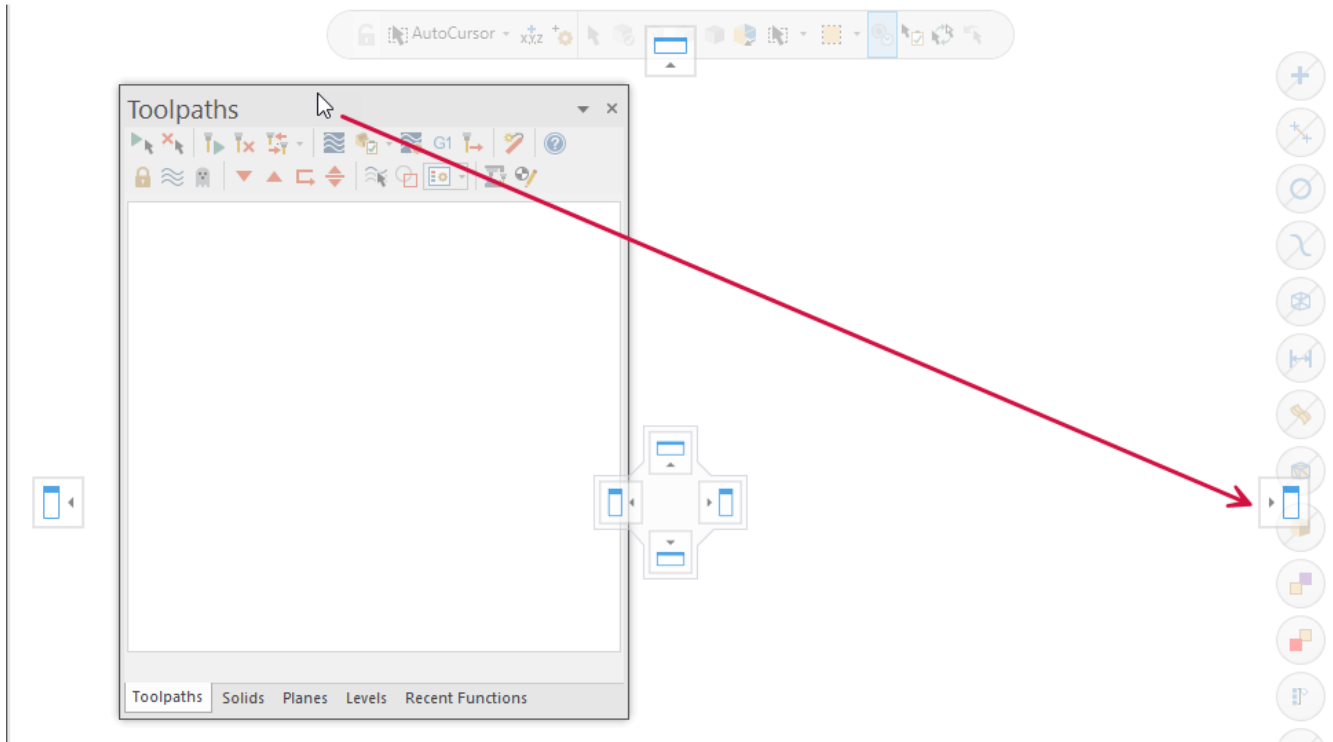 AutoCursor
x,y,z
Toolpaths
G1
Toolpaths Solids Planes Levels Recent Functions